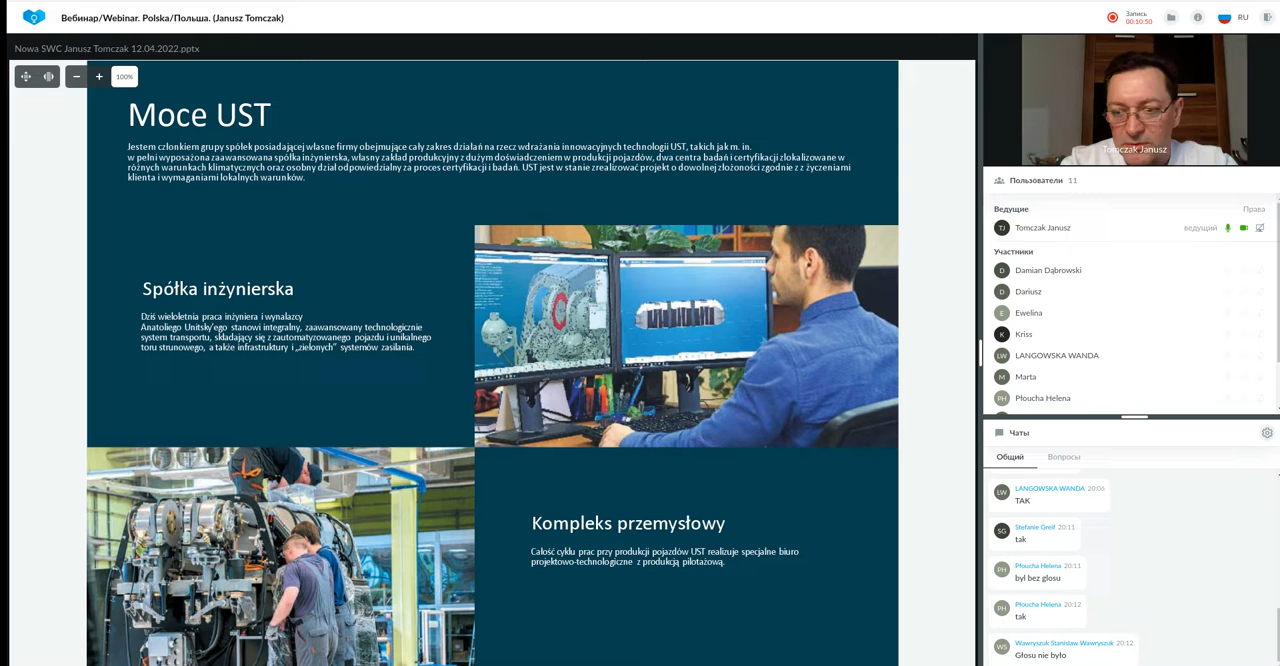 Вебинар/Webinar. Polska/Польша. (Janusz Tomczak)
Запись
00:10:50
RU
Nowa SWC Janusz Tomczak 12.04.2022.pptx
100%
Moce UST
Jestem członkiem grupy spółek posiadającej własne firmy obejmujące cały zakres działań na rzecz wdrażania innowacyjnych technologii UST, takich jak m. in.
w pełni wyposażona zaawansowana spółka inżynierska, własny zakład produkcyjny z dużym doświadczeniem w produkcji pojazdów, dwa centra badań i certyfikacji zlokalizowane w
różnych warunkach klimatycznych oraz osobny dział odpowiedzialny za proces certyfikacji i badań. UST jest w stanie zrealizować projekt o dowolnej złożoności zgodnie z z życzeniami
klienta i wymaganiami lokalnych warunków.
Spółka inżynierska
Dziś wieloletnia praca inżyniera i wynalazcy
Anatoliego Unitsky'ego stanowi integralny, zaawansowany technologicznie
system transportu, składający się z zautomatyzowanego pojazdu i unikalnego
toru strunowego, a także infrastruktury i „zielonych” systemów zasilania.
Kompleks przemysłowy
Całość cyklu prac przy produkcji pojazdów UST realizuje specjalne biuro
projektowo-technologiczne z produkcją pilotażową.
Tomczak Janusz
Пользователи 11
Ведущие Права
TJ Tomczak Janusz ведущий
Участники
D Damian Dąbrowski
D Dariusz
E Ewelina
K Kriss
LW LANGOWSKA WANDA
M Marta
PH Płoucha Helena
Чаты
Общий Вопросы
LW LANGOWSKA WANDA 20:06
TAK
SG Stefanie Greif 20:11
tak
PH Płoucha Helena 20:11
byl bez glosu
PH Płoucha Helena 20:12
tak
WS Wawryszuk Stanislaw Wawryszuk 20:12
Głosu nie było